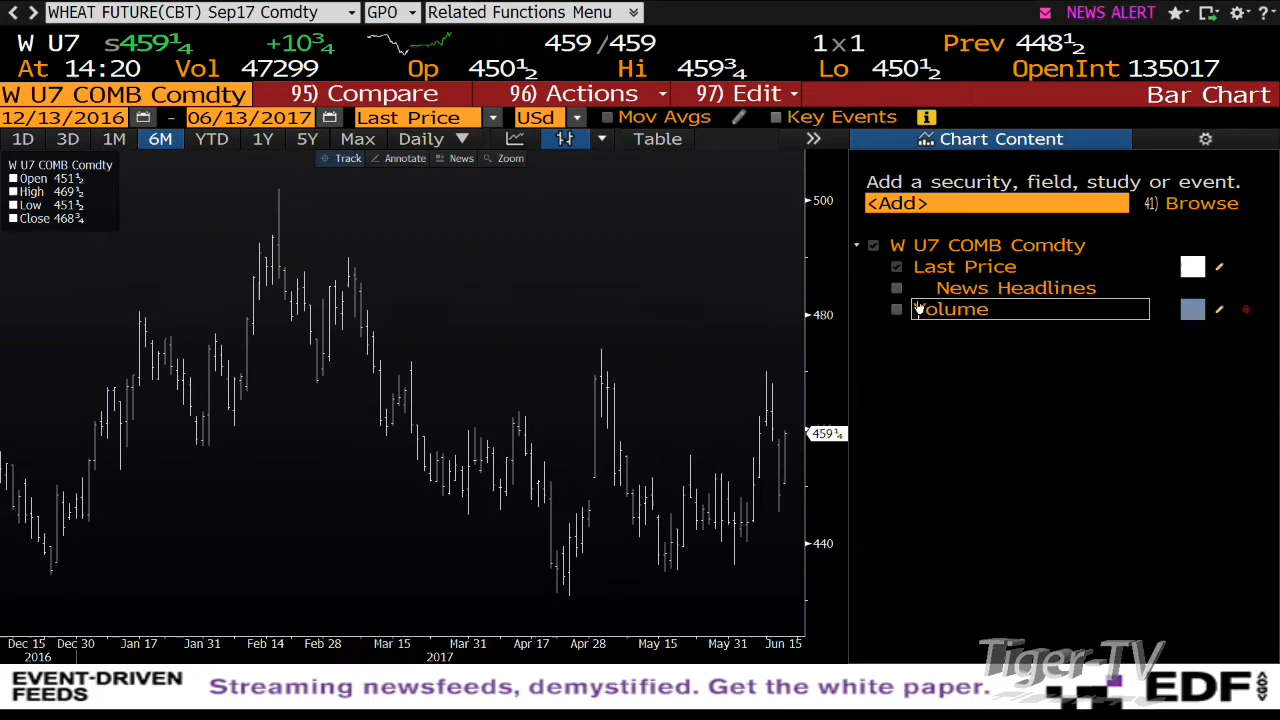 WHEAT FUTURE(CBT) Sep17 Comdty GPO Related Functions Menu NEWS ALERT
W U7 s459¼ +10¾ 459 /459 1x1 Prev 448½
At 14:20 Vol 47299 Op 450½ Hi 459¾ Lo 450½ OpenInt 135017
W U7 COMB Comdty 95) Compare 96) Actions 97) Edit Bar Chart
12/13/2016 - 06/13/2017 Last Price USd Mov Avgs Key Events
1D 3D 1M 6M YTD 1Y 5Y Max Daily Table Chart Content
Track Annotate News Zoom
W U7 COMB Comdty
Open 451½
High 469½
Low 451½
Close 468¾
Add a security, field, study or event.
<Add> 41) Browse
W U7 COMB Comdty
Last Price
News Headlines
Volume
500
480
459¼
440
Dec 15 Dec 30 Jan 17 Jan 31 Feb 14 Feb 28 Mar 15 Mar 31 Apr 17 Apr 28 May 15 May 31 Jun 15
2016 2017
Tiger-TV
EVENT-DRIVEN
FEEDS
Streaming newsfeeds, demystified. Get the white paper.
EDF